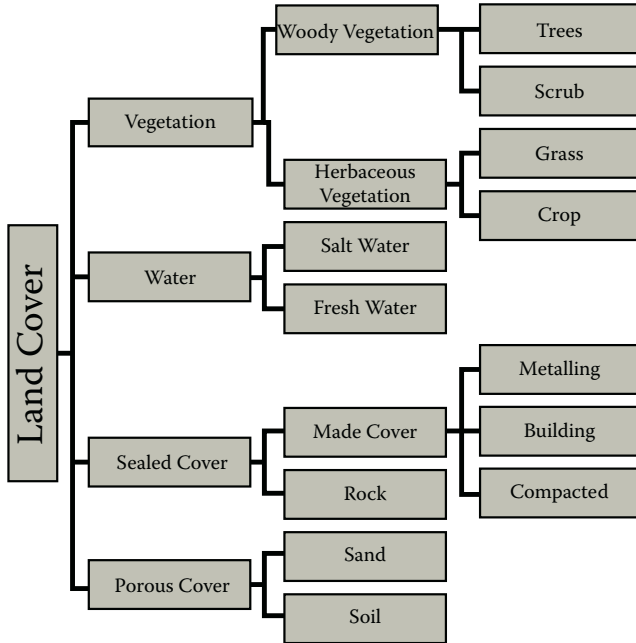 Land Cover
Vegetation
Woody Vegetation
Trees
Scrub
Herbaceous
Vegetation
Grass
Crop
Water
Salt Water
Fresh Water
Sealed Cover
Made Cover
Metalling
Building
Compacted
Rock
Porous Cover
Sand
Soil